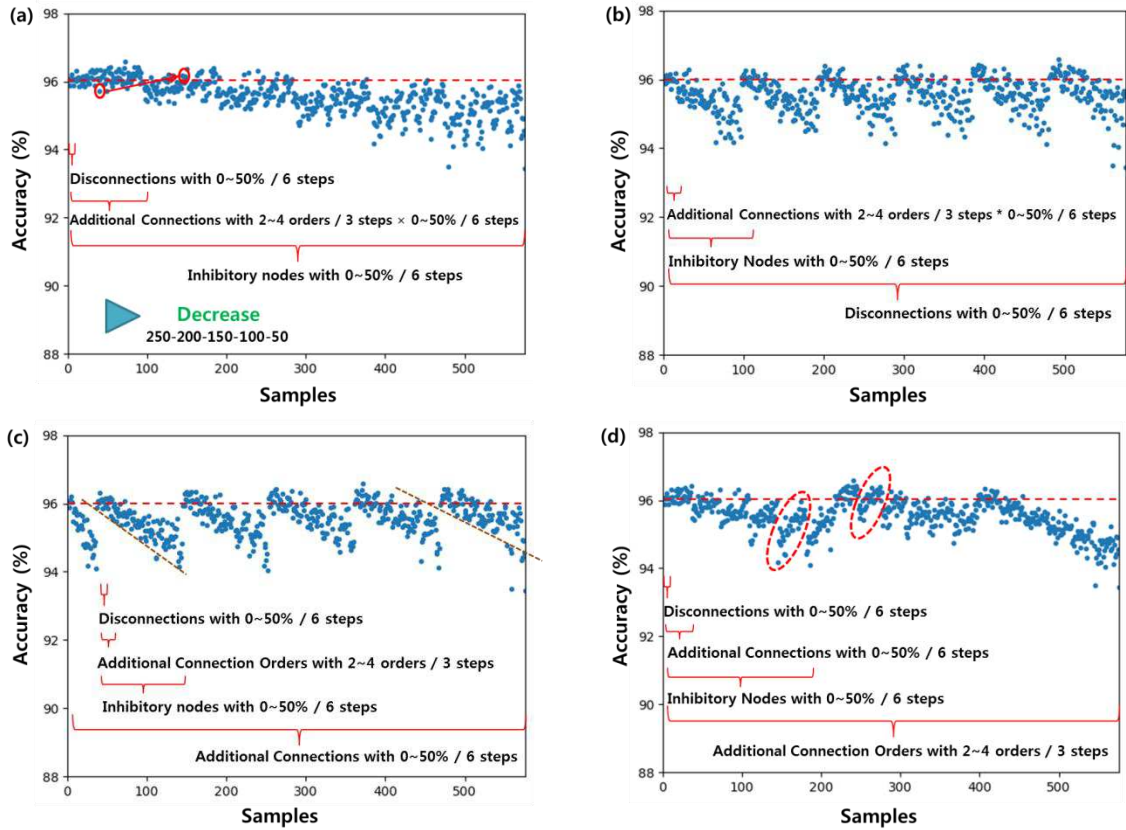 (a)
98
96
94
92
90
88
Accuracy (%)
Disconnections with 0~50% / 6 steps
Additional Connections with 2~4 orders / 3 steps × 0~50% / 6 steps
Inhibitory nodes with 0~50% / 6 steps
Decrease
250-200-150-100-50
0 100 200 300 400 500
Samples
(b)
98
96
94
92
90
88
Accuracy (%)
Additional Connections with 2~4 orders / 3 steps * 0~50% / 6 steps
Inhibitory Nodes with 0~50% / 6 steps
Disconnections with 0~50% / 6 steps
0 100 200 300 400 500
Samples
(c)
98
96
94
92
90
88
Accuracy (%)
Disconnections with 0~50% / 6 steps
Additional Connection Orders with 2~4 orders / 3 steps
Inhibitory nodes with 0~50% / 6 steps
Additional Connections with 0~50% / 6 steps
0 100 200 300 400 500
Samples
(d)
98
96
94
92
90
88
Accuracy (%)
Disconnections with 0~50% / 6 steps
Additional Connections with 0~50% / 6 steps
Inhibitory Nodes with 0~50% / 6 steps
Additional Connection Orders with 2~4 orders / 3 steps
0 100 200 300 400 500
Samples